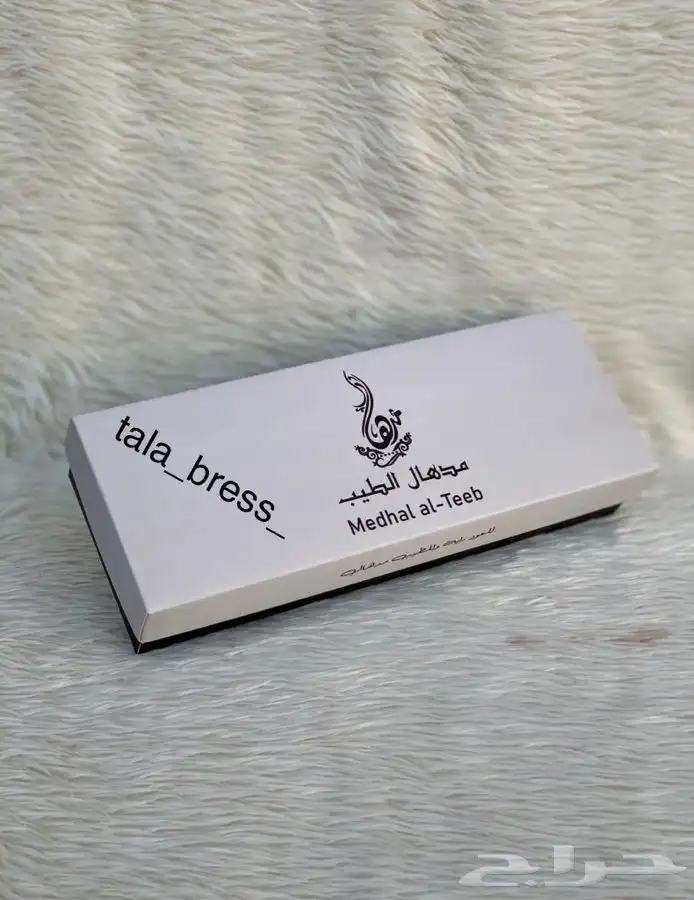 tala_bress_
مدهال الطيب
Medhal al-Teeb
حراج